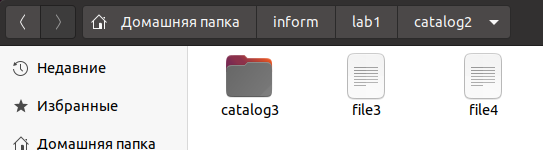 Домашняя папка inform lab1 catalog2
Недавние
Избранные
Домашняя папка
catalog3 file3 file4